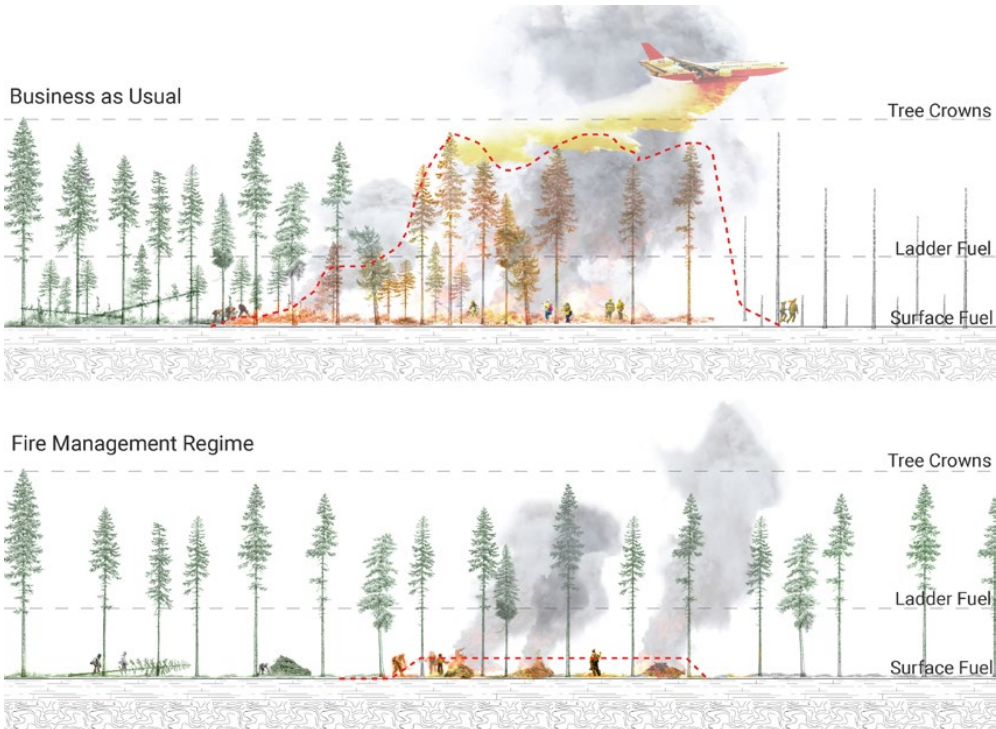 Business as Usual
Tree Crowns
Ladder Fuel
Surface Fuel
Fire Management Regime
Tree Crowns
Ladder Fuel
Surface Fuel